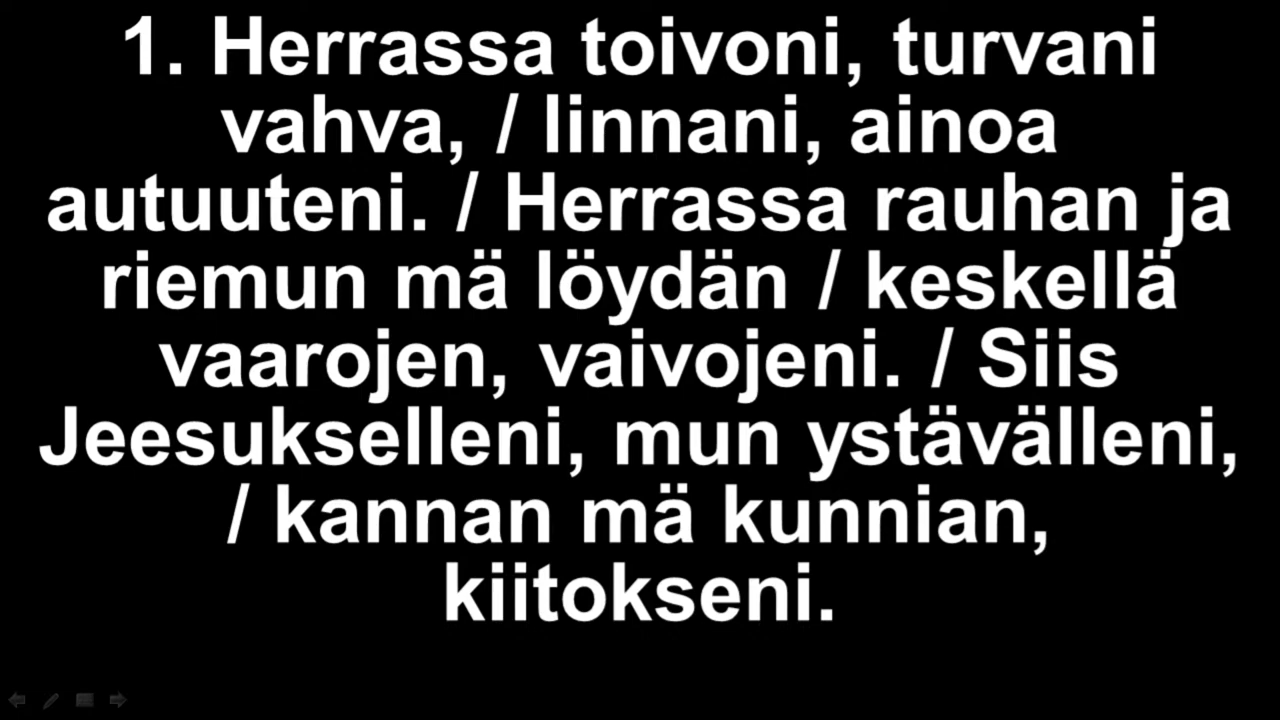 1. Herrassa toivoni, turvani
vahva, / linnani, ainoa
autuuteni. / Herrassa rauhan ja
riemun mä löydän / keskellä
vaarojen, vaivojeni. / Siis
Jeesukselleni, mun ystävälleni,
/ kannan mä kunnian,
kiitokseni.